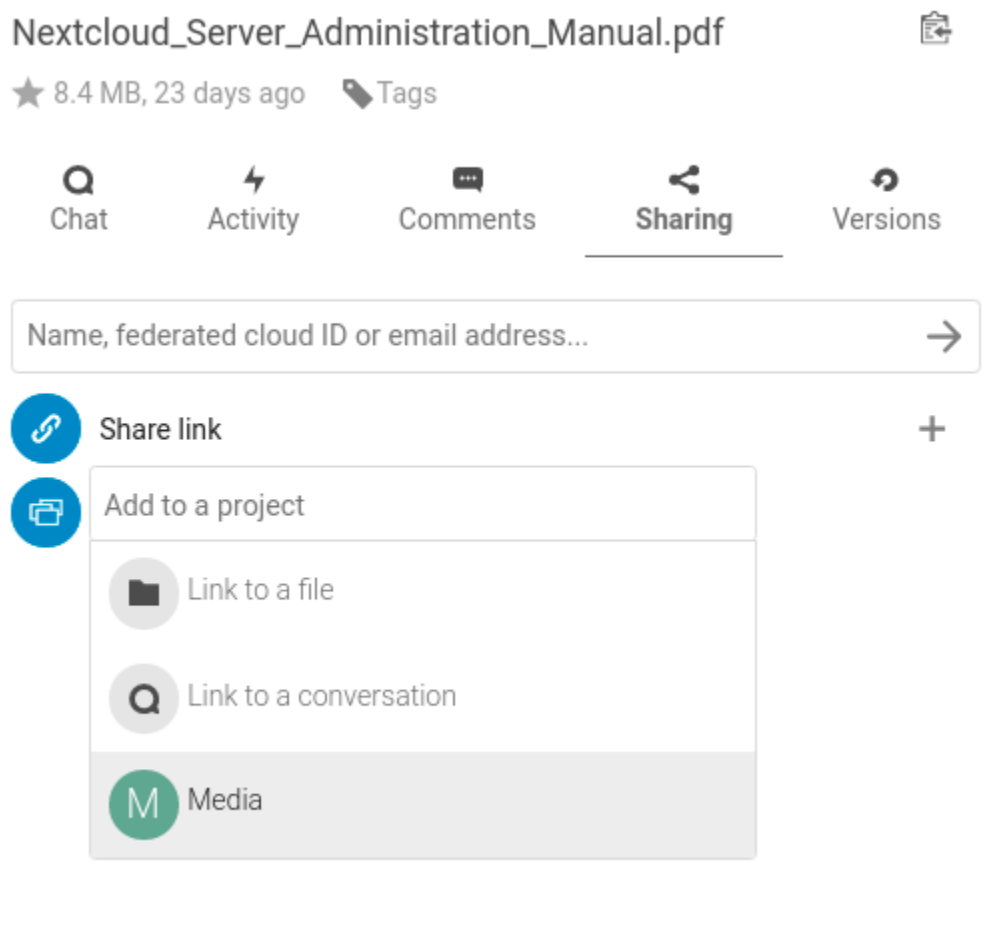 Nextcloud_Server_Administration_Manual.pdf
8.4 MB, 23 days ago Tags
Chat Activity Comments Sharing Versions
Name, federated cloud ID or email address...
Share link
Add to a project
Link to a file
Link to a conversation
M Media